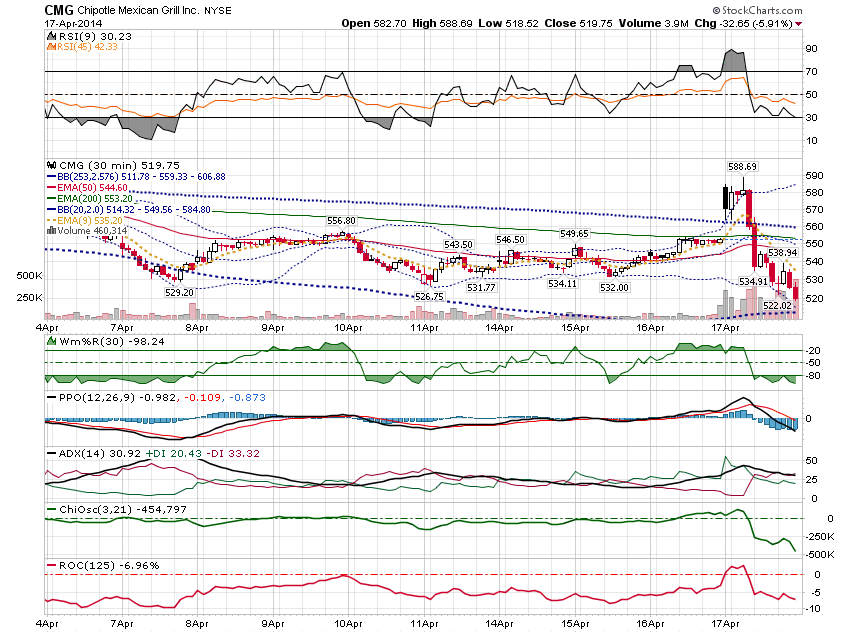 CMG Chipotle Mexican Grill Inc. NYSE
© StockCharts.com
17-Apr-2014
Open 582.70 High 588.69 Low 518.52 Close 519.75 Volume 3.9M Chg -32.65 (-5.91%)
RSI(9) 30.23
RSI(45) 42.33
90
70
50
30
10
CMG (30 min) 519.75
BB(253,2.576) 511.78 - 559.33 - 606.88
EMA(50) 544.60
EMA(200) 553.20
BB(20,2.0) 514.32 - 549.56 - 584.80
EMA(9) 535.20
Volume 460,314
588.69
556.80
543.50
546.50
549.65
538.94
529.20
526.75
531.77
534.11
532.00
534.91
522.02
590
580
570
560
550
540
530
520
500K
250K
4Apr 7Apr 8Apr 9Apr 10Apr 11Apr 14Apr 15Apr 16Apr 17Apr
Wm%R(30) -98.24
-20
-50
-80
PPO(12,26,9) -0.982, -0.109, -0.873
0
ADX(14) 30.92 +DI 20.43 -DI 33.32
50
25
0
ChiOsc(3,21) -454,797
0
-250K
-500K
ROC(125) -6.96%
0
-5
-10
4Apr 7Apr 8Apr 9Apr 10Apr 11Apr 14Apr 15Apr 16Apr 17Apr